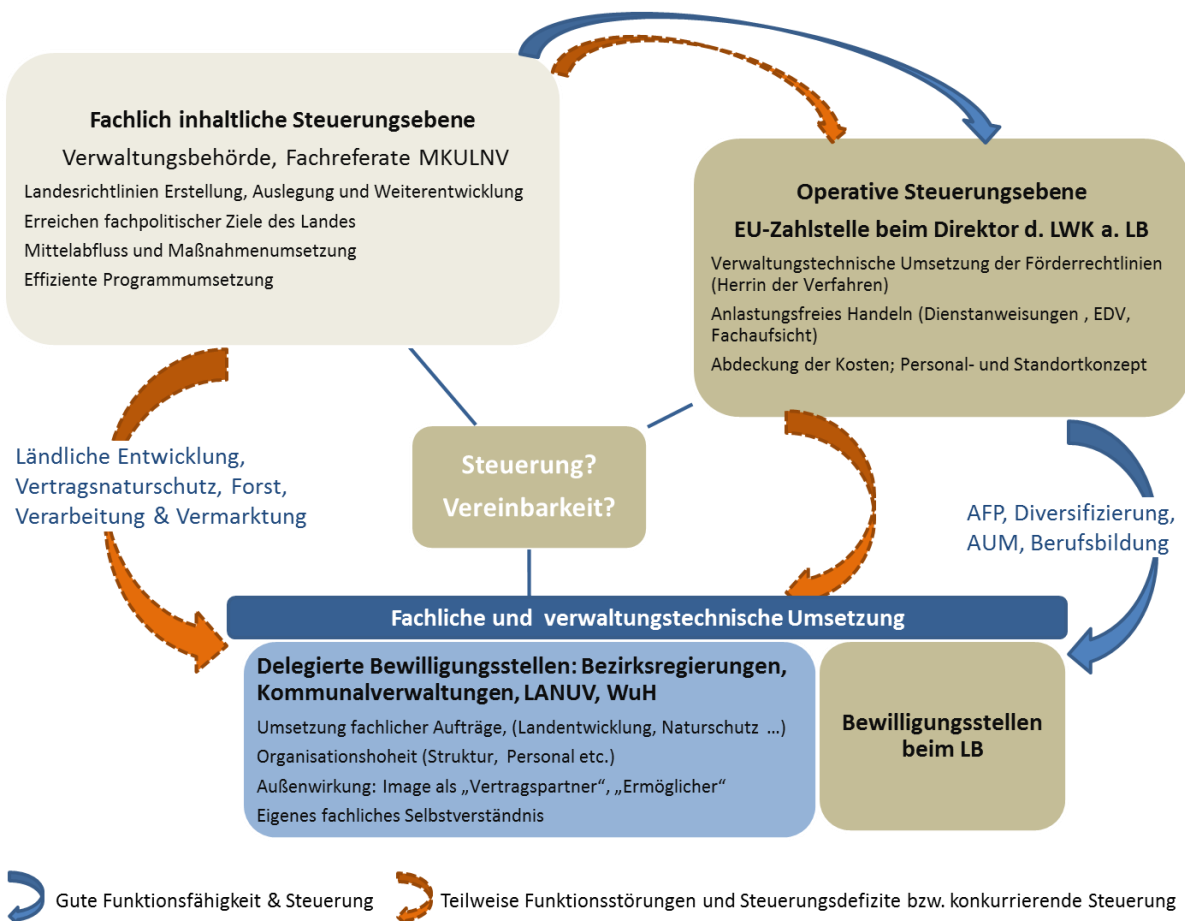 Fachlich inhaltliche Steuerungsebene
Verwaltungsbehörde, Fachreferate MKULNV
Landesrichtlinien Erstellung, Auslegung und Weiterentwicklung
Erreichen fachpolitischer Ziele des Landes
Mittelabfluss und Maßnahmenumsetzung
Effiziente Programmumsetzung
Operative Steuerungsebene
EU-Zahlstelle beim Direktor d. LWK a. LB
Verwaltungstechnische Umsetzung der Förderrechtlinien
(Herrin der Verfahren)
Anlastungsfreies Handeln (Dienstanweisungen , EDV,
Fachaufsicht)
Abdeckung der Kosten; Personal- und Standortkonzept
Ländliche Entwicklung,
Vertragsnaturschutz, Forst,
Verarbeitung & Vermarktung
Steuerung?
Vereinbarkeit?
AFP, Diversifizierung,
AUM, Berufsbildung
Fachliche und verwaltungstechnische Umsetzung
Delegierte Bewilligungsstellen: Bezirksregierungen,
Kommunalverwaltungen, LANUV, WuH
Umsetzung fachlicher Aufträge, (Landentwicklung, Naturschutz ...)
Organisationshoheit (Struktur, Personal etc.)
Außenwirkung: Image als „Vertragspartner“, „Ermöglicher“
Eigenes fachliches Selbstverständnis
Bewilligungsstellen
beim LB
Gute Funktionsfähigkeit & Steuerung
Teilweise Funktionsstörungen und Steuerungsdefizite bzw. konkurrierende Steuerung